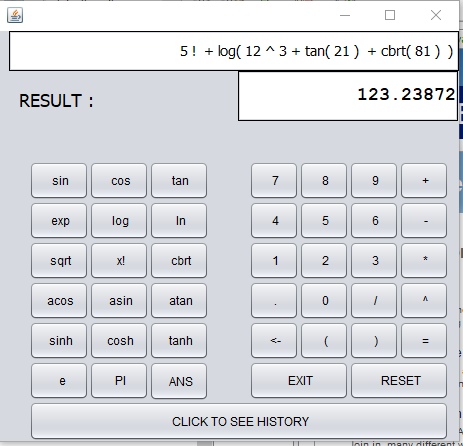 5 ! + log( 12 ^ 3 + tan( 21 ) + cbrt( 81 ) )
RESULT :
123.23872
sin cos tan 7 8 9 +
exp log ln 4 5 6 -
sqrt x! cbrt 1 2 3 *
acos asin atan . 0 / ^
sinh cosh tanh <- ( ) =
e PI ANS EXIT RESET
CLICK TO SEE HISTORY